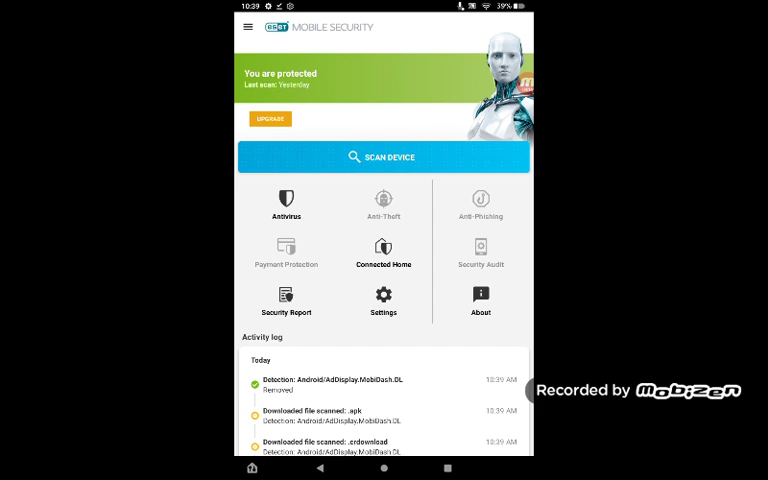 10:39
39%
eset MOBILE SECURITY
You are protected
Last scan: Yesterday
UPGRADE
SCAN DEVICE
Antivirus
Anti-Theft
Anti-Phishing
Payment Protection
Connected Home
Security Audit
Security Report
Settings
About
Activity log
Today
Detection: Android/AdDisplay.MobiDash.DL 10:39 AM
Removed
Downloaded file scanned: .apk 10:39 AM
Detection: Android/AdDisplay.MobiDash.DL
Downloaded file scanned: .crdownload 10:39 AM
Detection: Android/AdDisplay.MobiDash.DL
Recorded by Mobizen